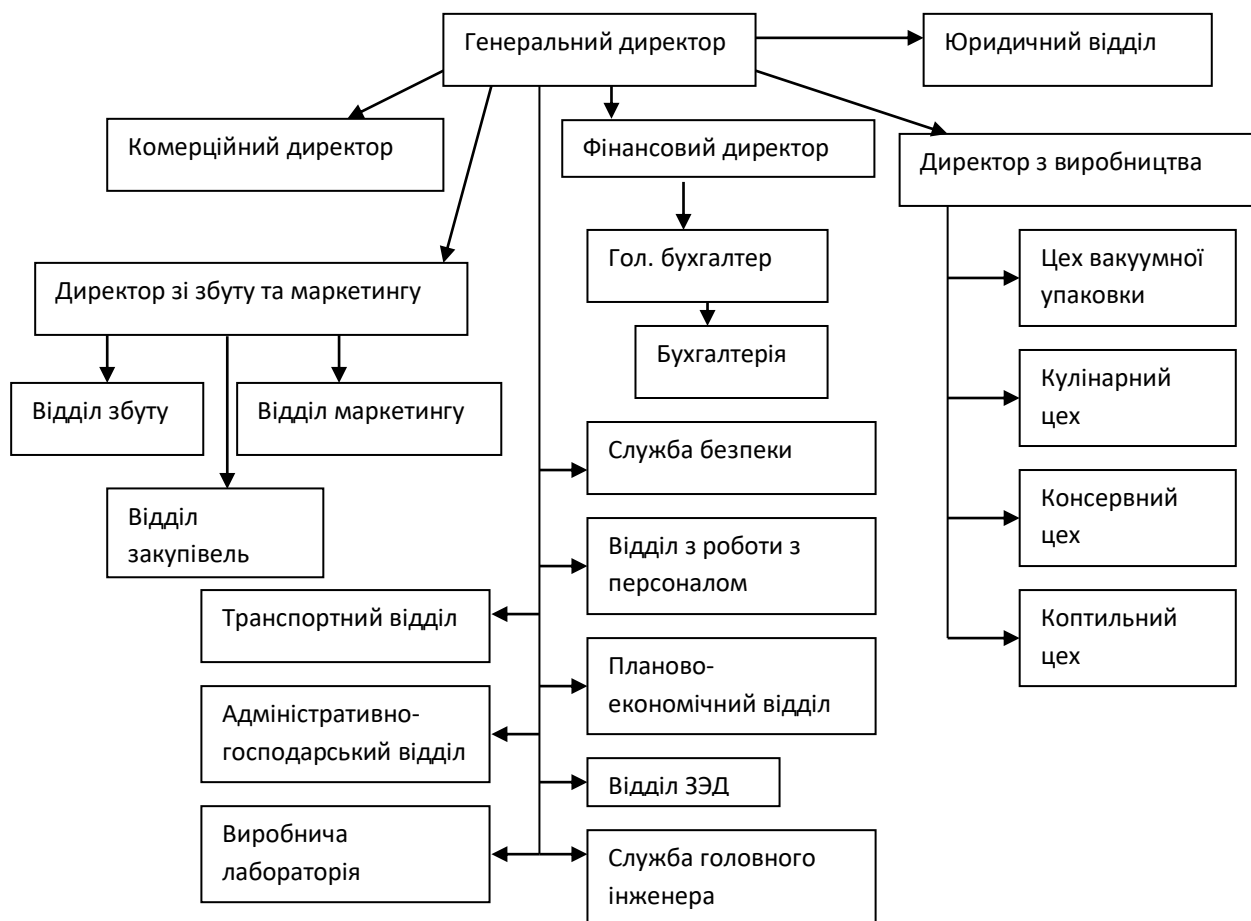 Генеральний директор
Юридичний відділ
Комерційний директор
Фінансовий директор
Директор з виробництва
Гол. бухгалтер
Цех вакуумної
упаковки
Директор зі збуту та маркетингу
Бухгалтерія
Кулінарний
цех
Відділ збуту
Відділ маркетингу
Служба безпеки
Відділ
закупівель
Консервний
цех
Відділ з роботи з
персоналом
Транспортний відділ
Коптильний
цех
Планово-
економічний відділ
Адміністративно-
господарський відділ
Відділ ЗЭД
Виробнича
лабораторія
Служба головного
інженера